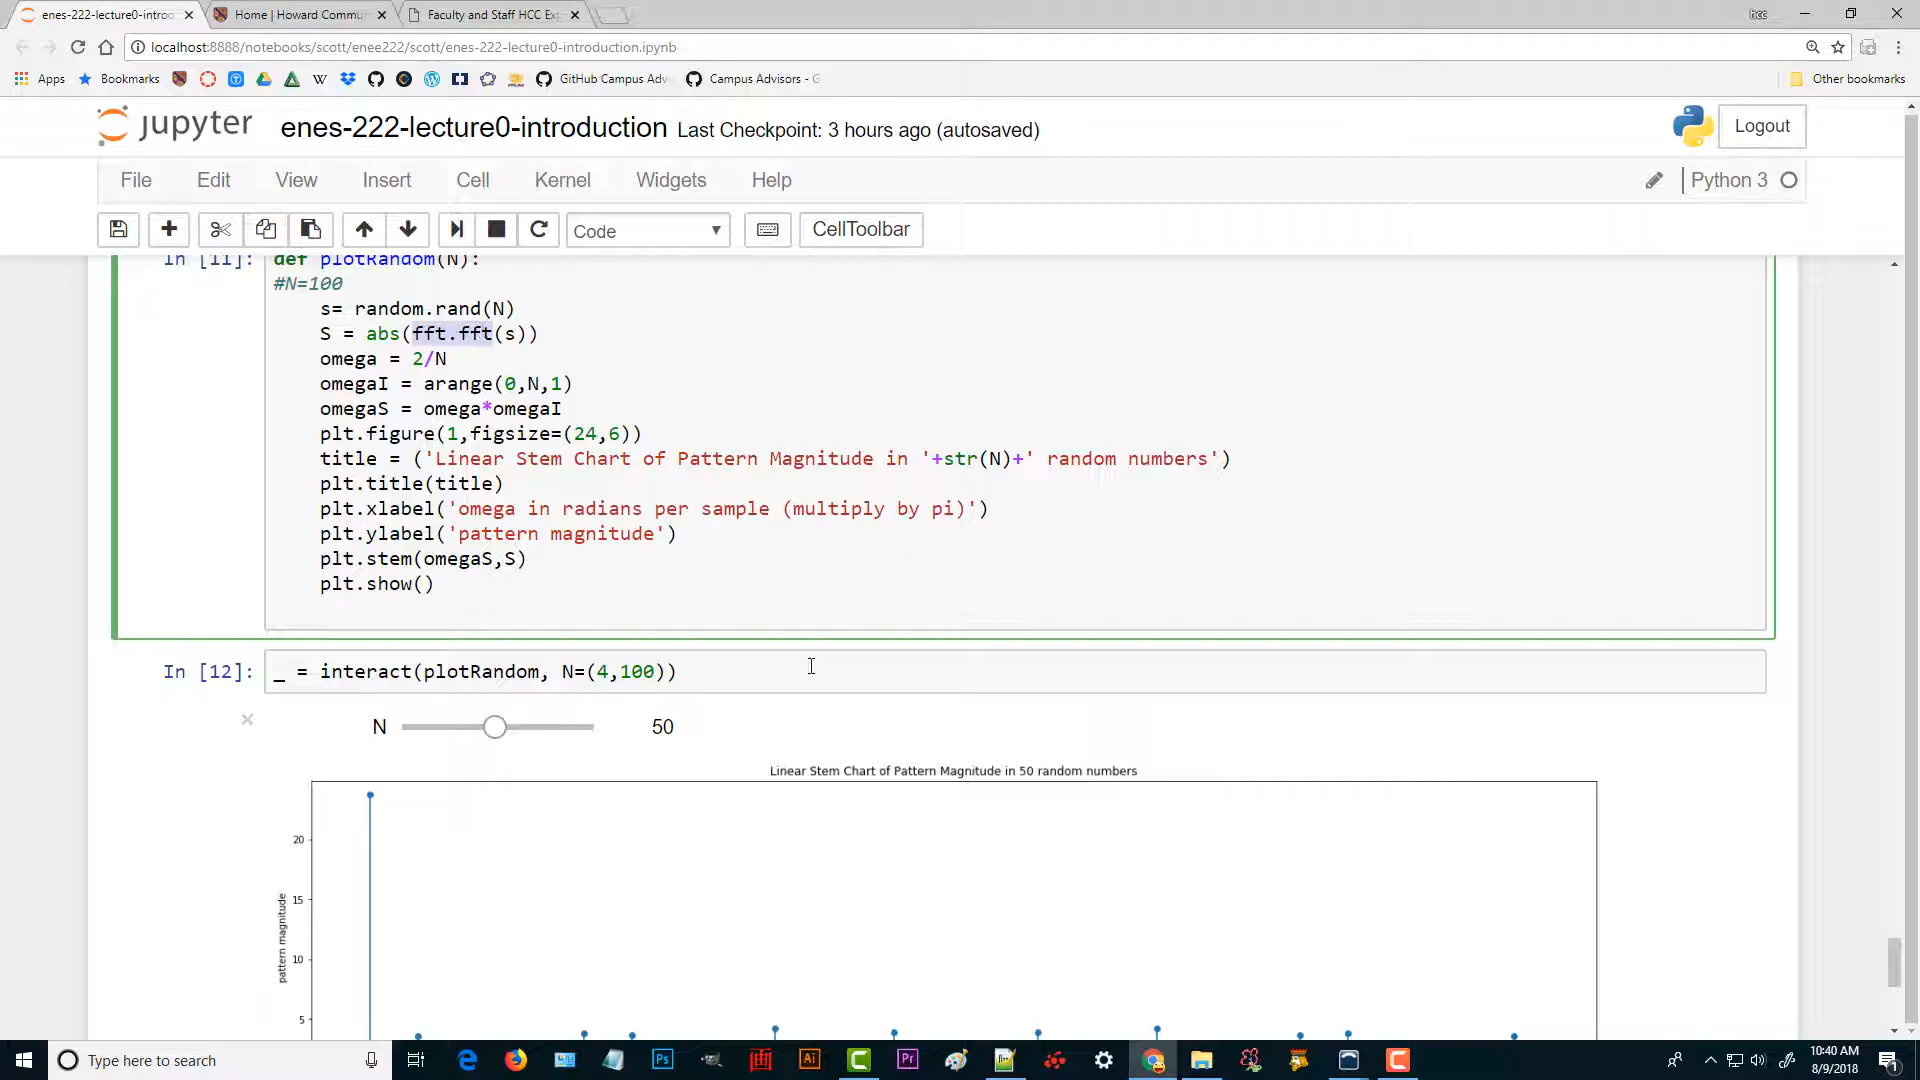 enes-222-lecture0-introduc
Home | Howard Commu
Faculty and Staff HCC Ex
hcc
localhost:8888/notebooks/scott/enee222/scott/enes-222-lecture0-introduction.ipynb
Apps
Bookmarks
GitHub Campus Adv
Campus Advisors - G
Other bookmarks
jupyter
enes-222-lecture0-introduction Last Checkpoint: 3 hours ago (autosaved)
Logout
File Edit View Insert Cell Kernel Widgets Help
Python 3
Code
CellToolbar
In [11]: def plotRandom(N):
#N=100
s= random.rand(N)
S = abs(fft.fft(s))
omega = 2/N
omegaI = arange(0,N,1)
omegaS = omega*omegaI
plt.figure(1,figsize=(24,6))
title = ('Linear Stem Chart of Pattern Magnitude in '+str(N)+' random numbers')
plt.title(title)
plt.xlabel('omega in radians per sample (multiply by pi)')
plt.ylabel('pattern magnitude')
plt.stem(omegaS,S)
plt.show()
In [12]: _ = interact(plotRandom, N=(4,100))
N 50
Linear Stem Chart of Pattern Magnitude in 50 random numbers
20
15
10
5
pattern magnitude
Type here to search
Ps
Ai
Pr
10:40 AM
8/9/2018